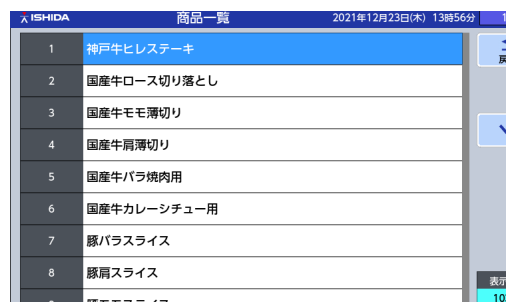 ISHIDA 商品一覧 2021年12月23日(木) 13時56分
1 神戸牛ヒレステーキ
2 国産牛ロース切り落とし
3 国産牛モモ薄切り
4 国産牛肩薄切り
5 国産牛バラ焼肉用
6 国産牛カレーシチュー用
7 豚バラスライス
8 豚肩スライス
表示